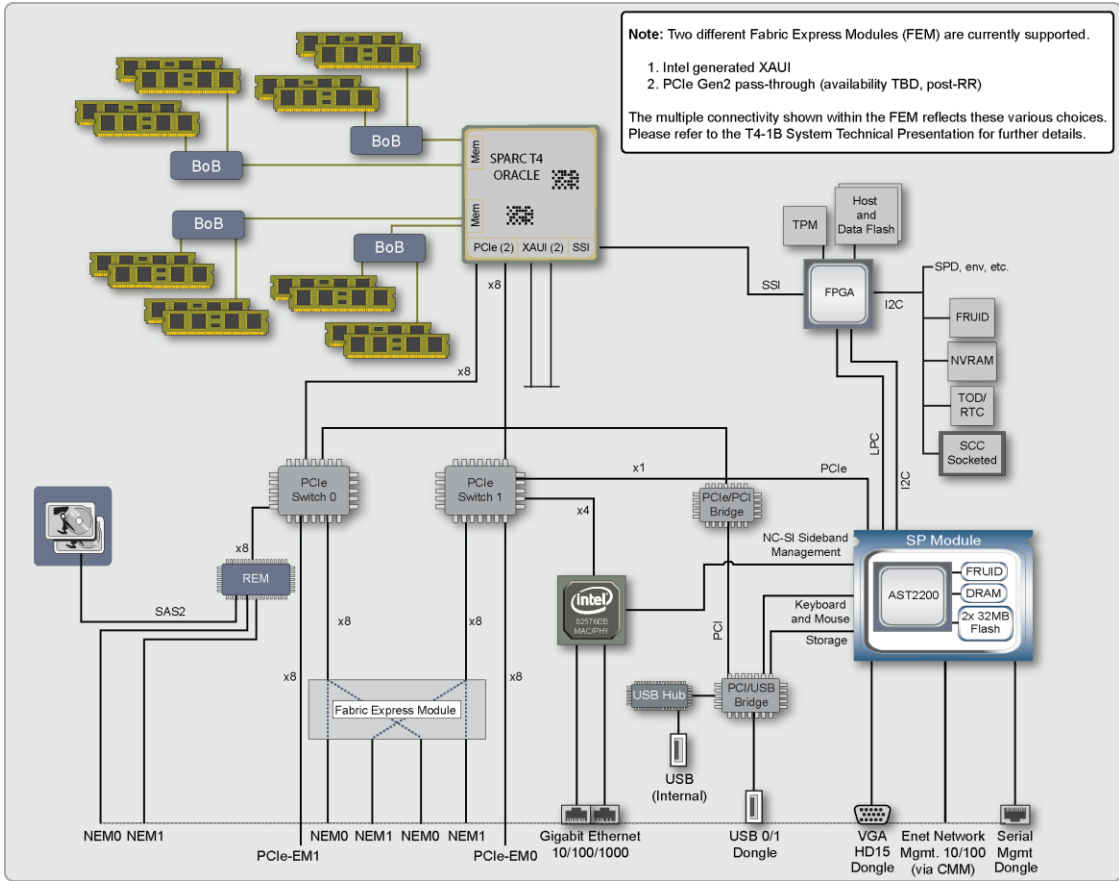 Note: Two different Fabric Express Modules (FEM) are currently supported.
1. Intel generated XAUI
2. PCIe Gen2 pass-through (availability TBD, post-RR)
The multiple connectivity shown within the FEM reflects these various choices.
Please refer to the T4-1B System Technical Presentation for further details.
BoB
BoB
BoB
BoB
Mem
SPARC T4
ORACLE
Mem
PCIe (2)
XAUI (2)
SSI
x8
x8
SSI
TPM
Host
and
Data Flash
FPGA
I2C
SPD, env, etc.
FRUID
NVRAM
TOD/
RTC
SCC
Socketed
LPC
I2C
PCIe
Switch 0
PCIe
Switch 1
x1
PCIe
x4
PCIe/PCI
Bridge
x8
REM
SAS2
x8
x8
x8
x8
intel
82576EB
MAC/PHY
PCI
NC-SI Sideband
Management
Keyboard
and Mouse
Storage
SP Module
AST2200
FRUID
DRAM
2x 32MB
Flash
Fabric Express Module
USB Hub
PCI/USB
Bridge
USB
(Internal)
NEM0
NEM1
PCIe-EM1
NEM0
NEM1
NEM0
NEM1
PCIe-EM0
Gigabit Ethernet
10/100/1000
USB 0/1
Dongle
VGA
HD15
Dongle
Enet Network
Mgmt. 10/100
(via CMM)
Serial
Mgmt
Dongle